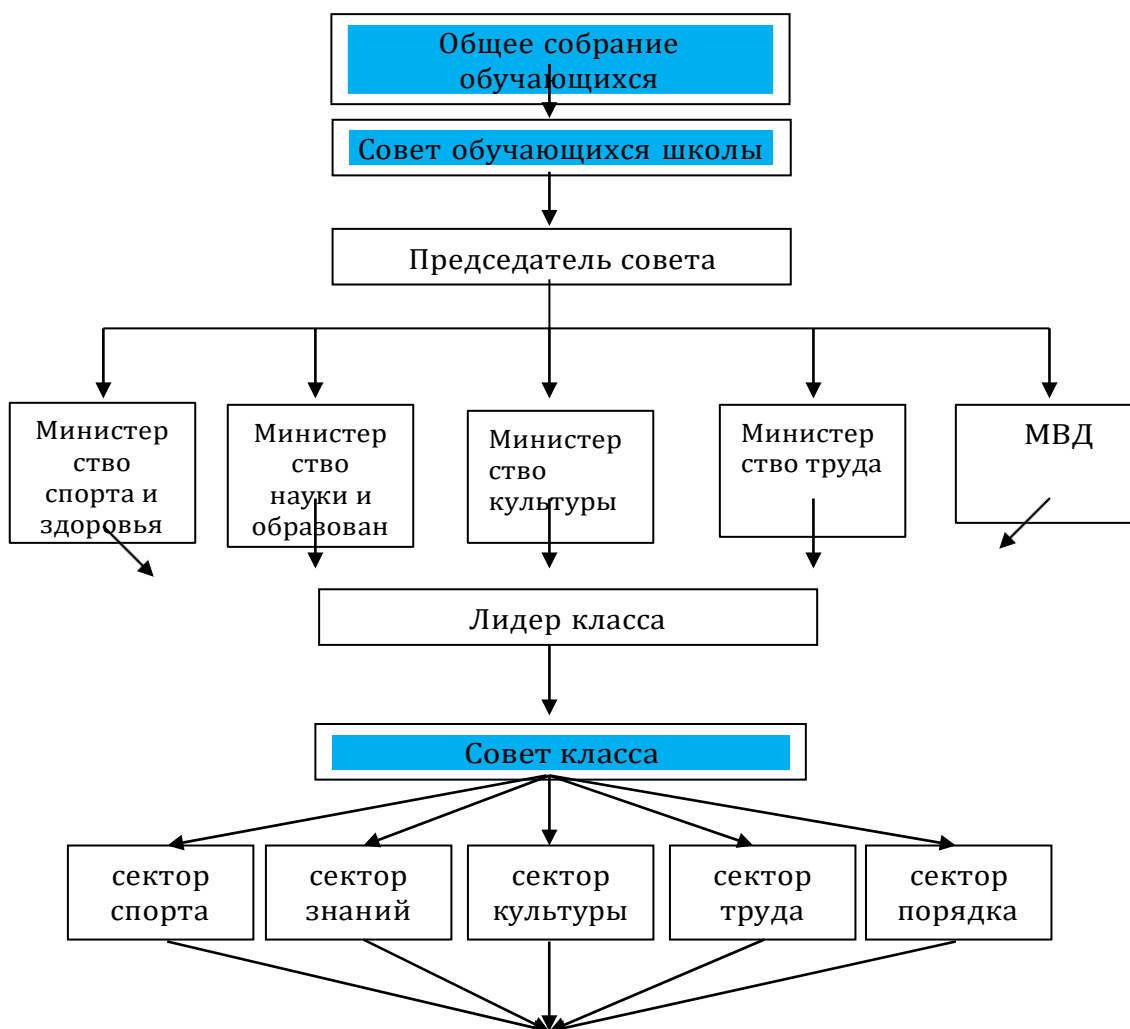 Общее собрание
обучающихся
Совет обучающихся школы
Председатель совета
Министер
ство
спорта и
здоровья
Министер
ство
науки и
образован
Министер
ство
культуры
Министер
ство труда
МВД
Лидер класса
Совет класса
сектор
спорта
сектор
знаний
сектор
культуры
сектор
труда
сектор
порядка